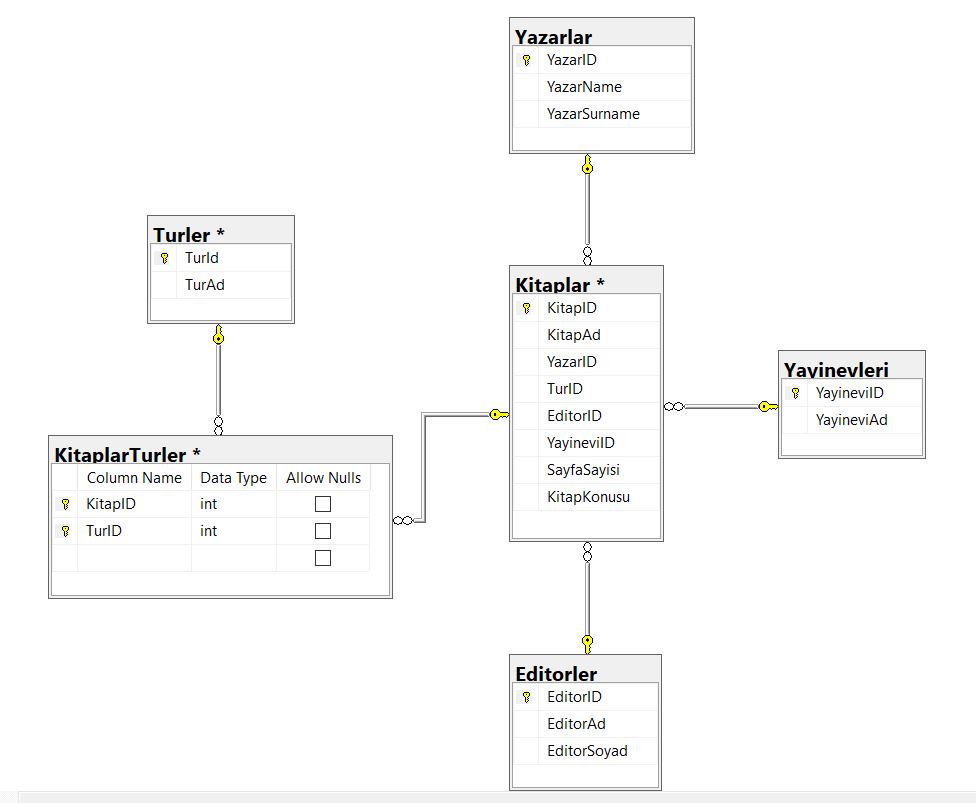 Yazarlar
YazarID
YazarName
YazarSurname
Turler *
TurId
TurAd
Kitaplar *
KitapID
KitapAd
YazarID
TurID
EditorID
YayineviID
SayfaSayisi
KitapKonusu
Yayinevleri
YayineviID
YayineviAd
KitaplarTurler *
Column Name Data Type Allow Nulls
KitapID int
TurID int
Editorler
EditorID
EditorAd
EditorSoyad